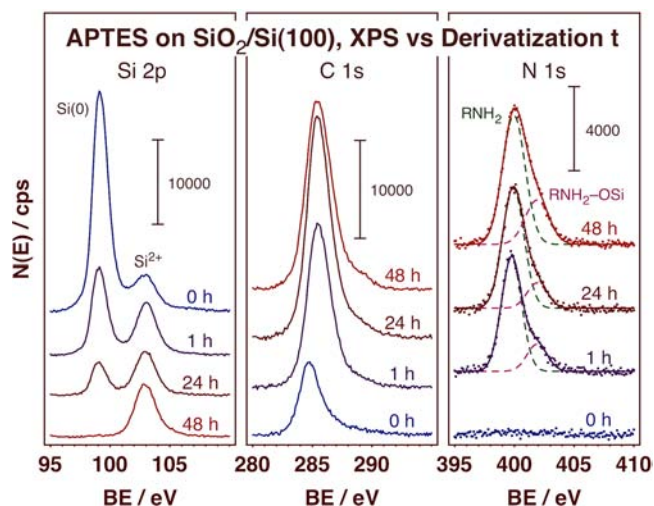 APTES on SiO₂/Si(100), XPS vs Derivatization t
Si 2p
C 1s
N 1s
N(E) / cps
Si(0)
10000
Si²⁺
0 h
1 h
24 h
48 h
95 100 105
BE / eV
10000
48 h
24 h
1 h
0 h
280 285 290
BE / eV
RNH₂
4000
RNH₂–OSi
48 h
24 h
1 h
0 h
395 400 405 410
BE / eV